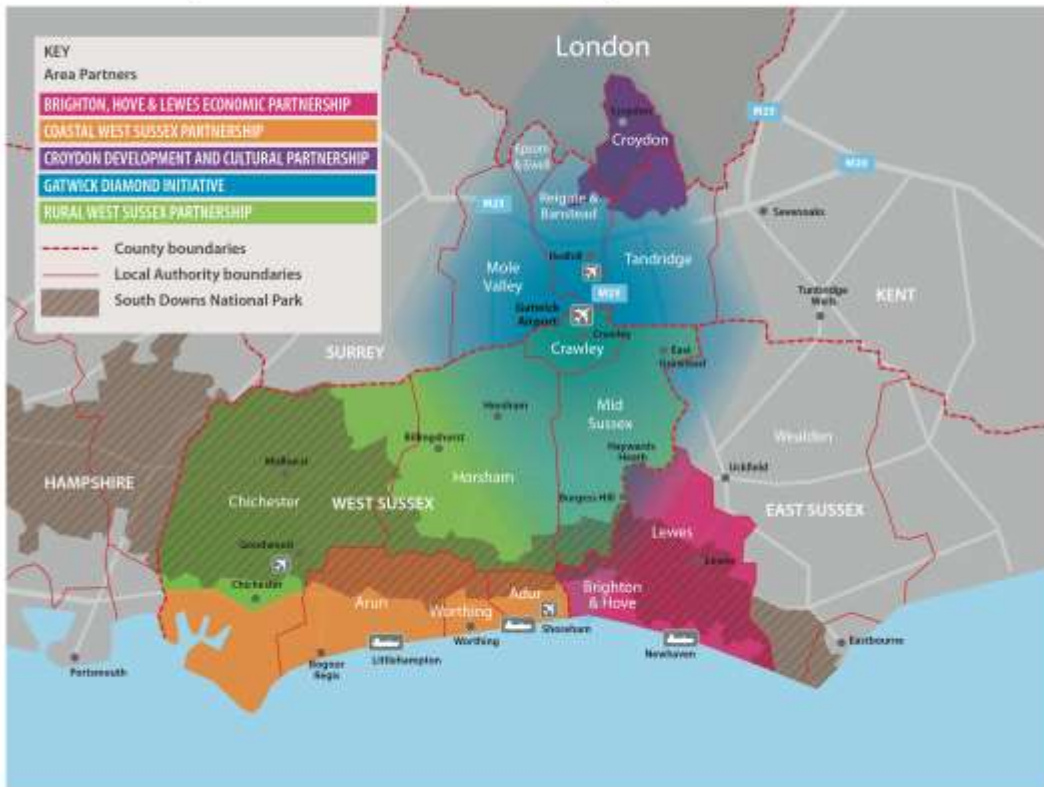 London
KEY
Area Partners
BRIGHTON, HOVE & LEWES ECONOMIC PARTNERSHIP
COASTAL WEST SUSSEX PARTNERSHIP
CROYDON DEVELOPMENT AND CULTURAL PARTNERSHIP
GATWICK DIAMOND INITIATIVE
RURAL WEST SUSSEX PARTNERSHIP
County boundaries
Local Authority boundaries
South Downs National Park
M25
Croydon
Croydon
M20
Epsom
& Ewell
Reigate &
Banstead
M25
Sevenoaks
Redhill
Tandridge
Mole
Valley
M23
Tunbridge
Wells
KENT
Gatwick
Airport
Crawley
Crawley
East
Grinstead
SURREY
Horsham
Mid
Sussex
Billingshurst
Haywards
Heath
Wealden
Midhurst
Uckfield
HAMPSHIRE
Horsham
Chichester
WEST SUSSEX
Burgess Hill
EAST SUSSEX
Lewes
Goodwood
Lewes
Chichester
Brighton
& Hove
Arun
Adur
Worthing
Shoreham
Worthing
Eastbourne
Littlehampton
Newhaven
Bognor
Regis
Portsmouth